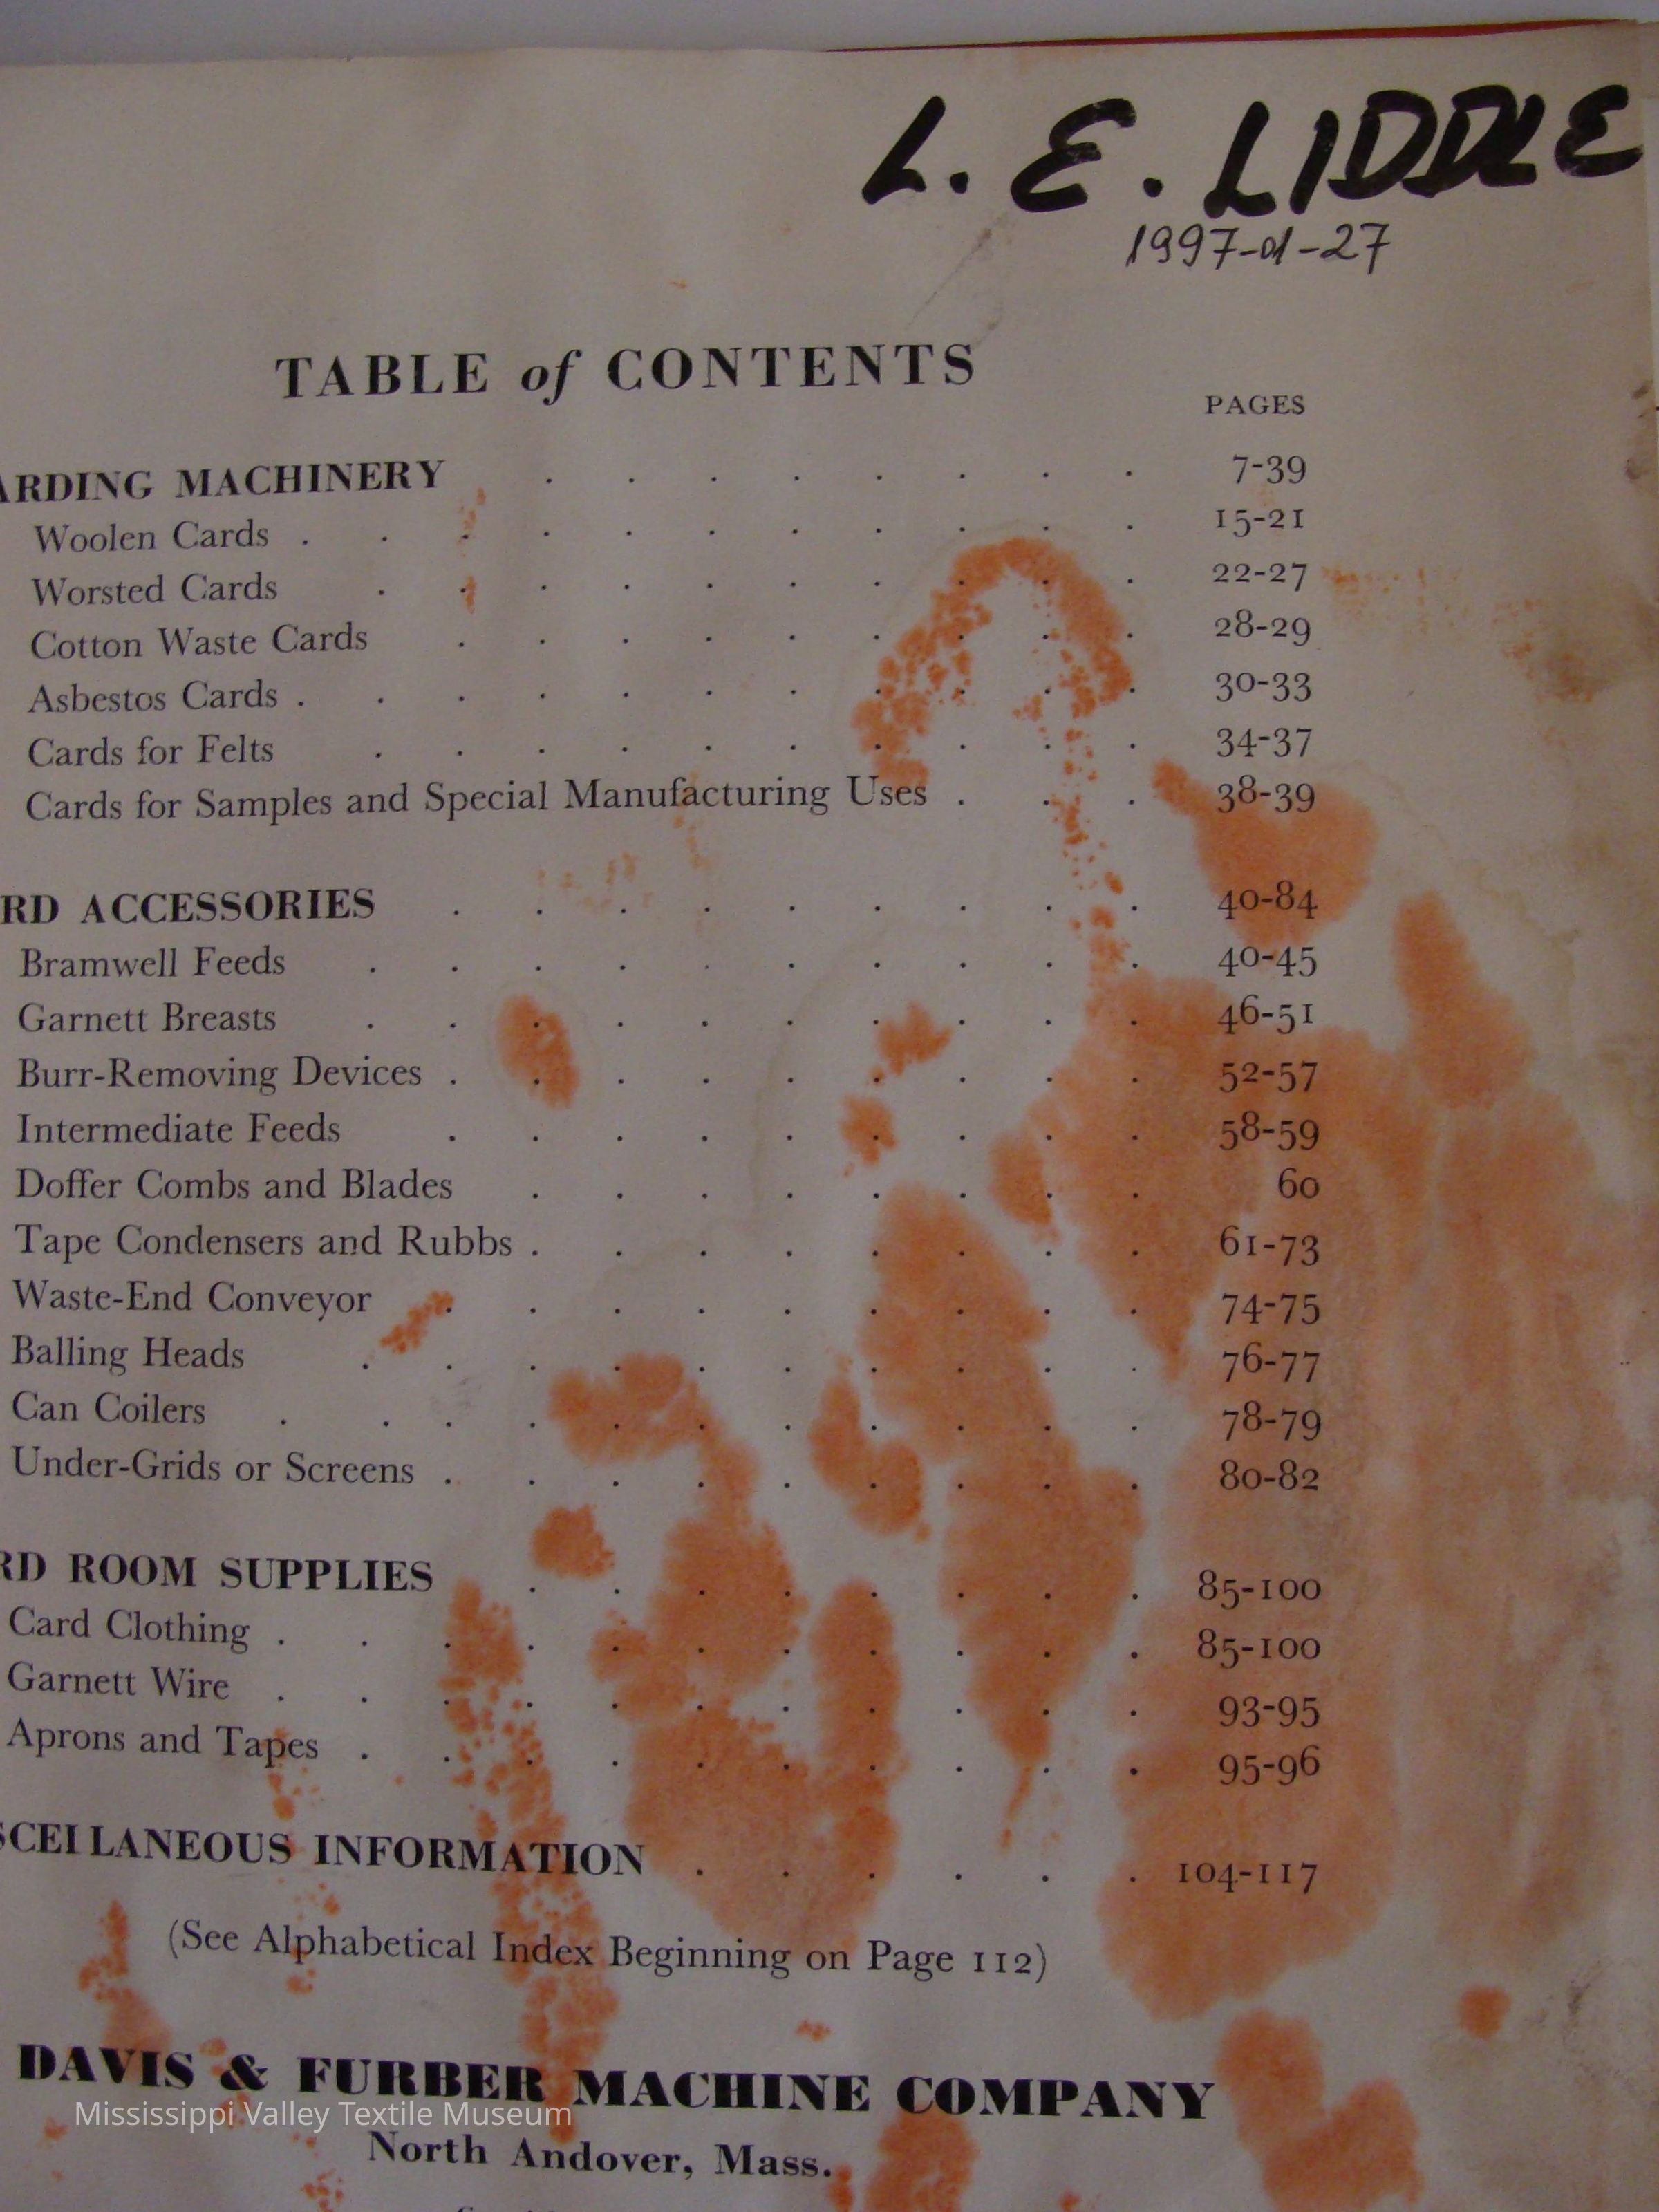 L. E. LIDDLE
1997-01-27
TABLE of CONTENTS
PAGES
ARDING MACHINERY . . . . . . . . 7-39
Woolen Cards . . . . . . . . . . . 15-21
Worsted Cards . . . . . . . . . . 22-27
Cotton Waste Cards . . . . . . . . . 28-29
Asbestos Cards . . . . . . . . . . . 30-33
Cards for Felts . . . . . . . . . . 34-37
Cards for Samples and Special Manufacturing Uses . . . 38-39
RD ACCESSORIES . . . . . . . . . 40-84
Bramwell Feeds . . . . . . . . . . 40-45
Garnett Breasts . . . . . . . . . . 46-51
Burr-Removing Devices . . . . . . . . . 52-57
Intermediate Feeds . . . . . . . . . 58-59
Doffer Combs and Blades . . . . . . . . 60
Tape Condensers and Rubbs . . . . . . . . 61-73
Waste-End Conveyor . . . . . . . . . 74-75
Balling Heads . . . . . . . . . . 76-77
Can Coilers . . . . . . . . . . . 78-79
Under-Grids or Screens . . . . . . . . . 80-82
RD ROOM SUPPLIES . . . . . . . . 85-100
Card Clothing . . . . . . . . . . . 85-100
Garnett Wire . . . . . . . . . . . 93-95
Aprons and Tapes . . . . . . . . . . 95-96
SCELLANEOUS INFORMATION . . . . . . 104-117
(See Alphabetical Index Beginning on Page 112)
DAVIS & FURBER MACHINE COMPANY
Mississippi Valley Textile Museum
North Andover, Mass.